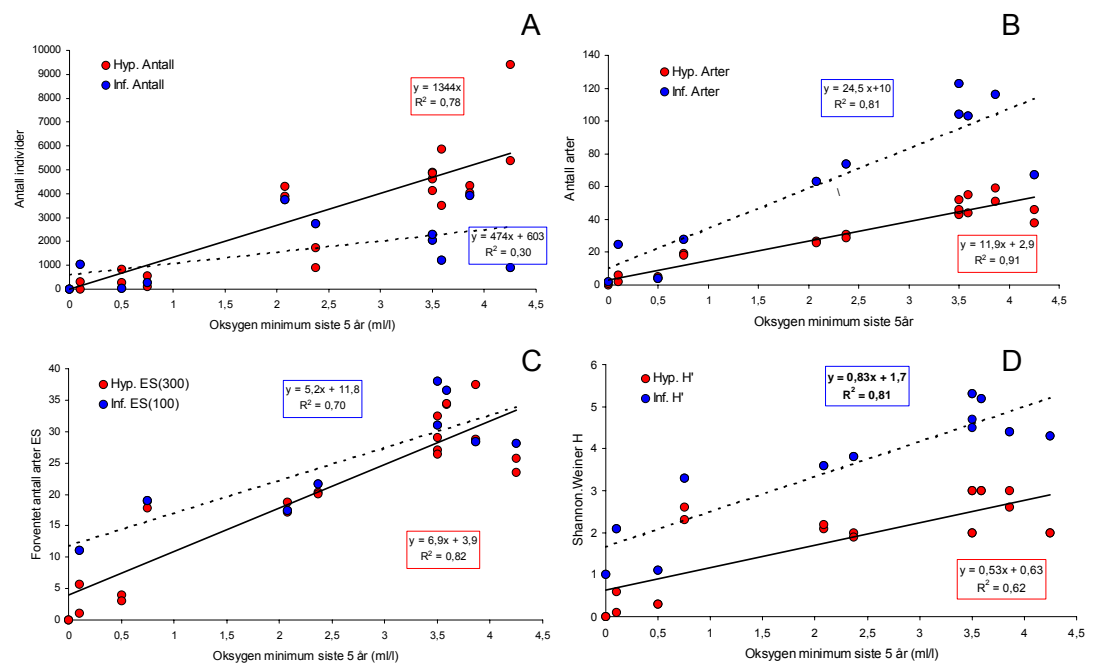 A
10000
9000
8000
7000
6000
5000
4000
3000
2000
1000
0
Antall individer
Hyp. Antall
Inf. Antall
y = 1344x
R² = 0,78
y = 474x + 603
R² = 0,30
0 0,5 1 1,5 2 2,5 3 3,5 4 4,5
Oksygen minimum siste 5 år (ml/l)
B
140
120
100
80
60
40
20
0
Antall arter
Hyp. Arter
Inf. Arter
y = 24,5 x+10
R² = 0,81
y = 11,9x + 2,9
R² = 0,91
0 0,5 1 1,5 2 2,5 3 3,5 4 4,5
Oksygen minimum siste 5år
C
40
35
30
25
20
15
10
5
0
Forventet antall arter ES
Hyp. ES(300)
Inf. ES(100)
y = 5,2x + 11,8
R² = 0,70
y = 6,9x + 3,9
R² = 0,82
0 0,5 1 1,5 2 2,5 3 3,5 4 4,5
Oksygen minimum siste 5 år (ml/l)
D
6
5
4
3
2
1
0
Shannon.Weiner H
Hyp. H'
Inf. H'
y = 0,83x + 1,7
R² = 0,81
y = 0,53x + 0,63
R² = 0,62
0 0,5 1 1,5 2 2,5 3 3,5 4 4,5
Oksygen minimum siste 5 år (ml/l)